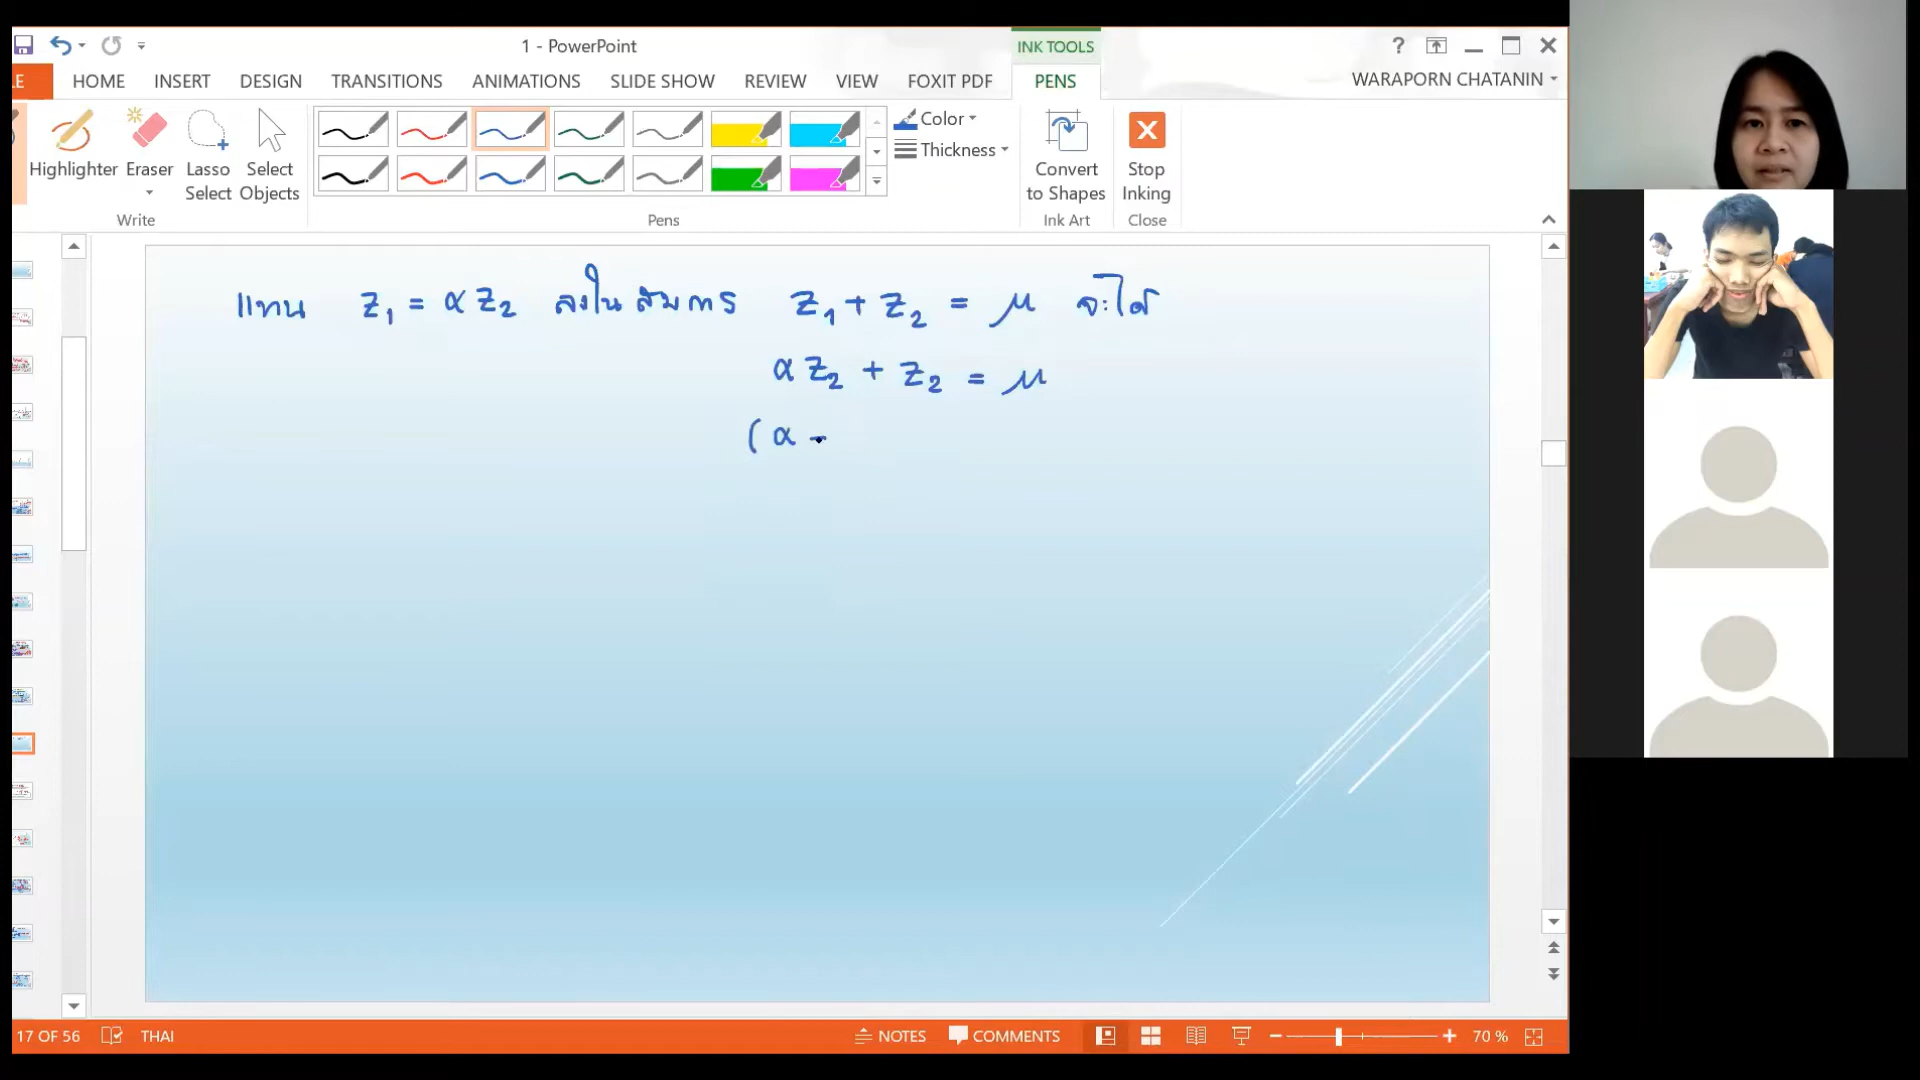 1 - PowerPoint
INK TOOLS
HOME INSERT DESIGN TRANSITIONS ANIMATIONS SLIDE SHOW REVIEW VIEW FOXIT PDF PENS
WARAPORN CHATANIN
Highlighter
Eraser
Lasso Select
Select Objects
Color
Thickness
Convert to Shapes
Stop Inking
Write
Pens
Ink Art
Close
แทน z₁ = αz₂ ลงในสมการ z₁ + z₂ = μ จะได้
αz₂ + z₂ = μ
(α -
17 OF 56
THAI
NOTES
COMMENTS
70 %